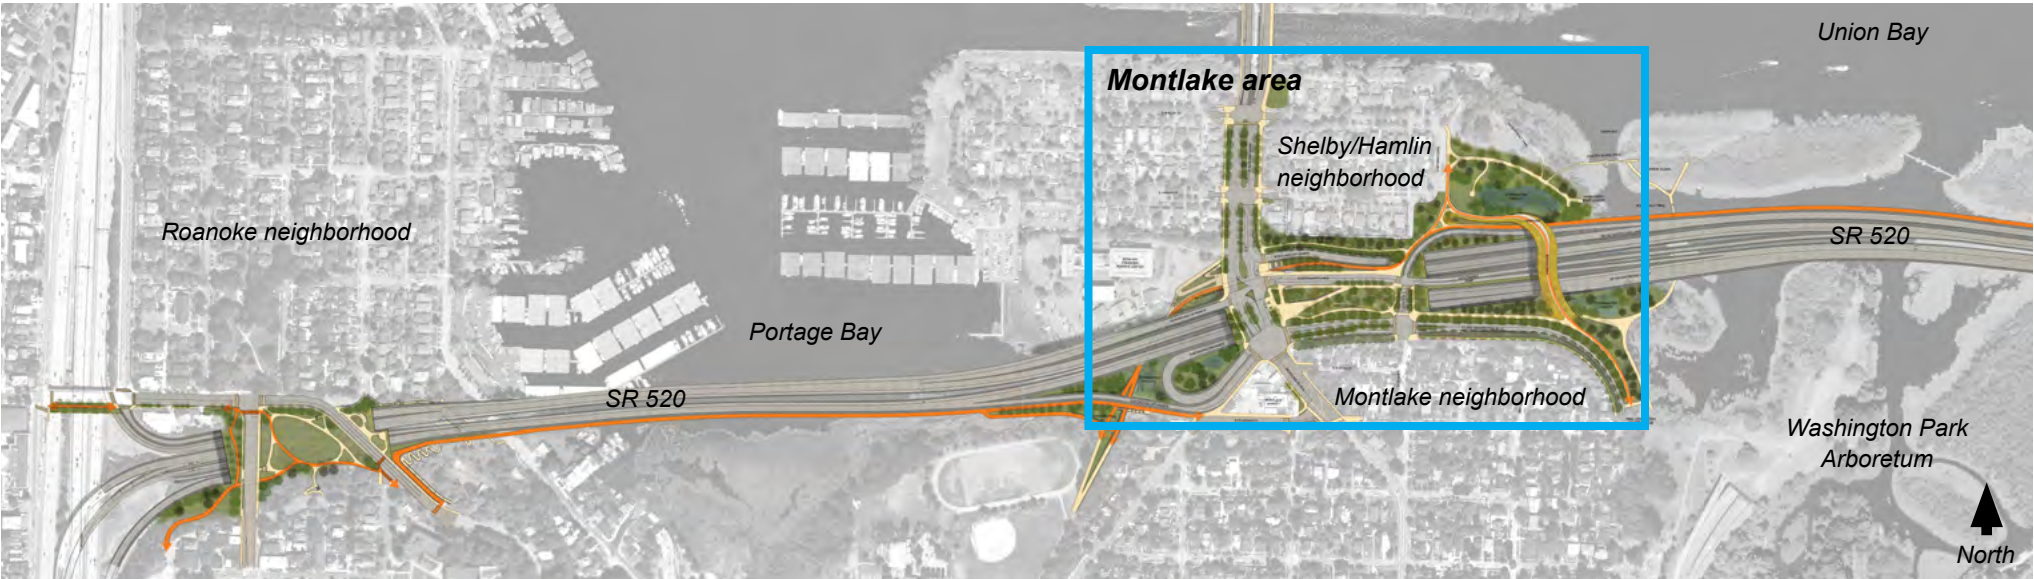 Union Bay
Montlake area
Shelby/Hamlin
neighborhood
Roanoke neighborhood
SR 520
Portage Bay
SR 520
Montlake neighborhood
Washington Park
Arboretum
North